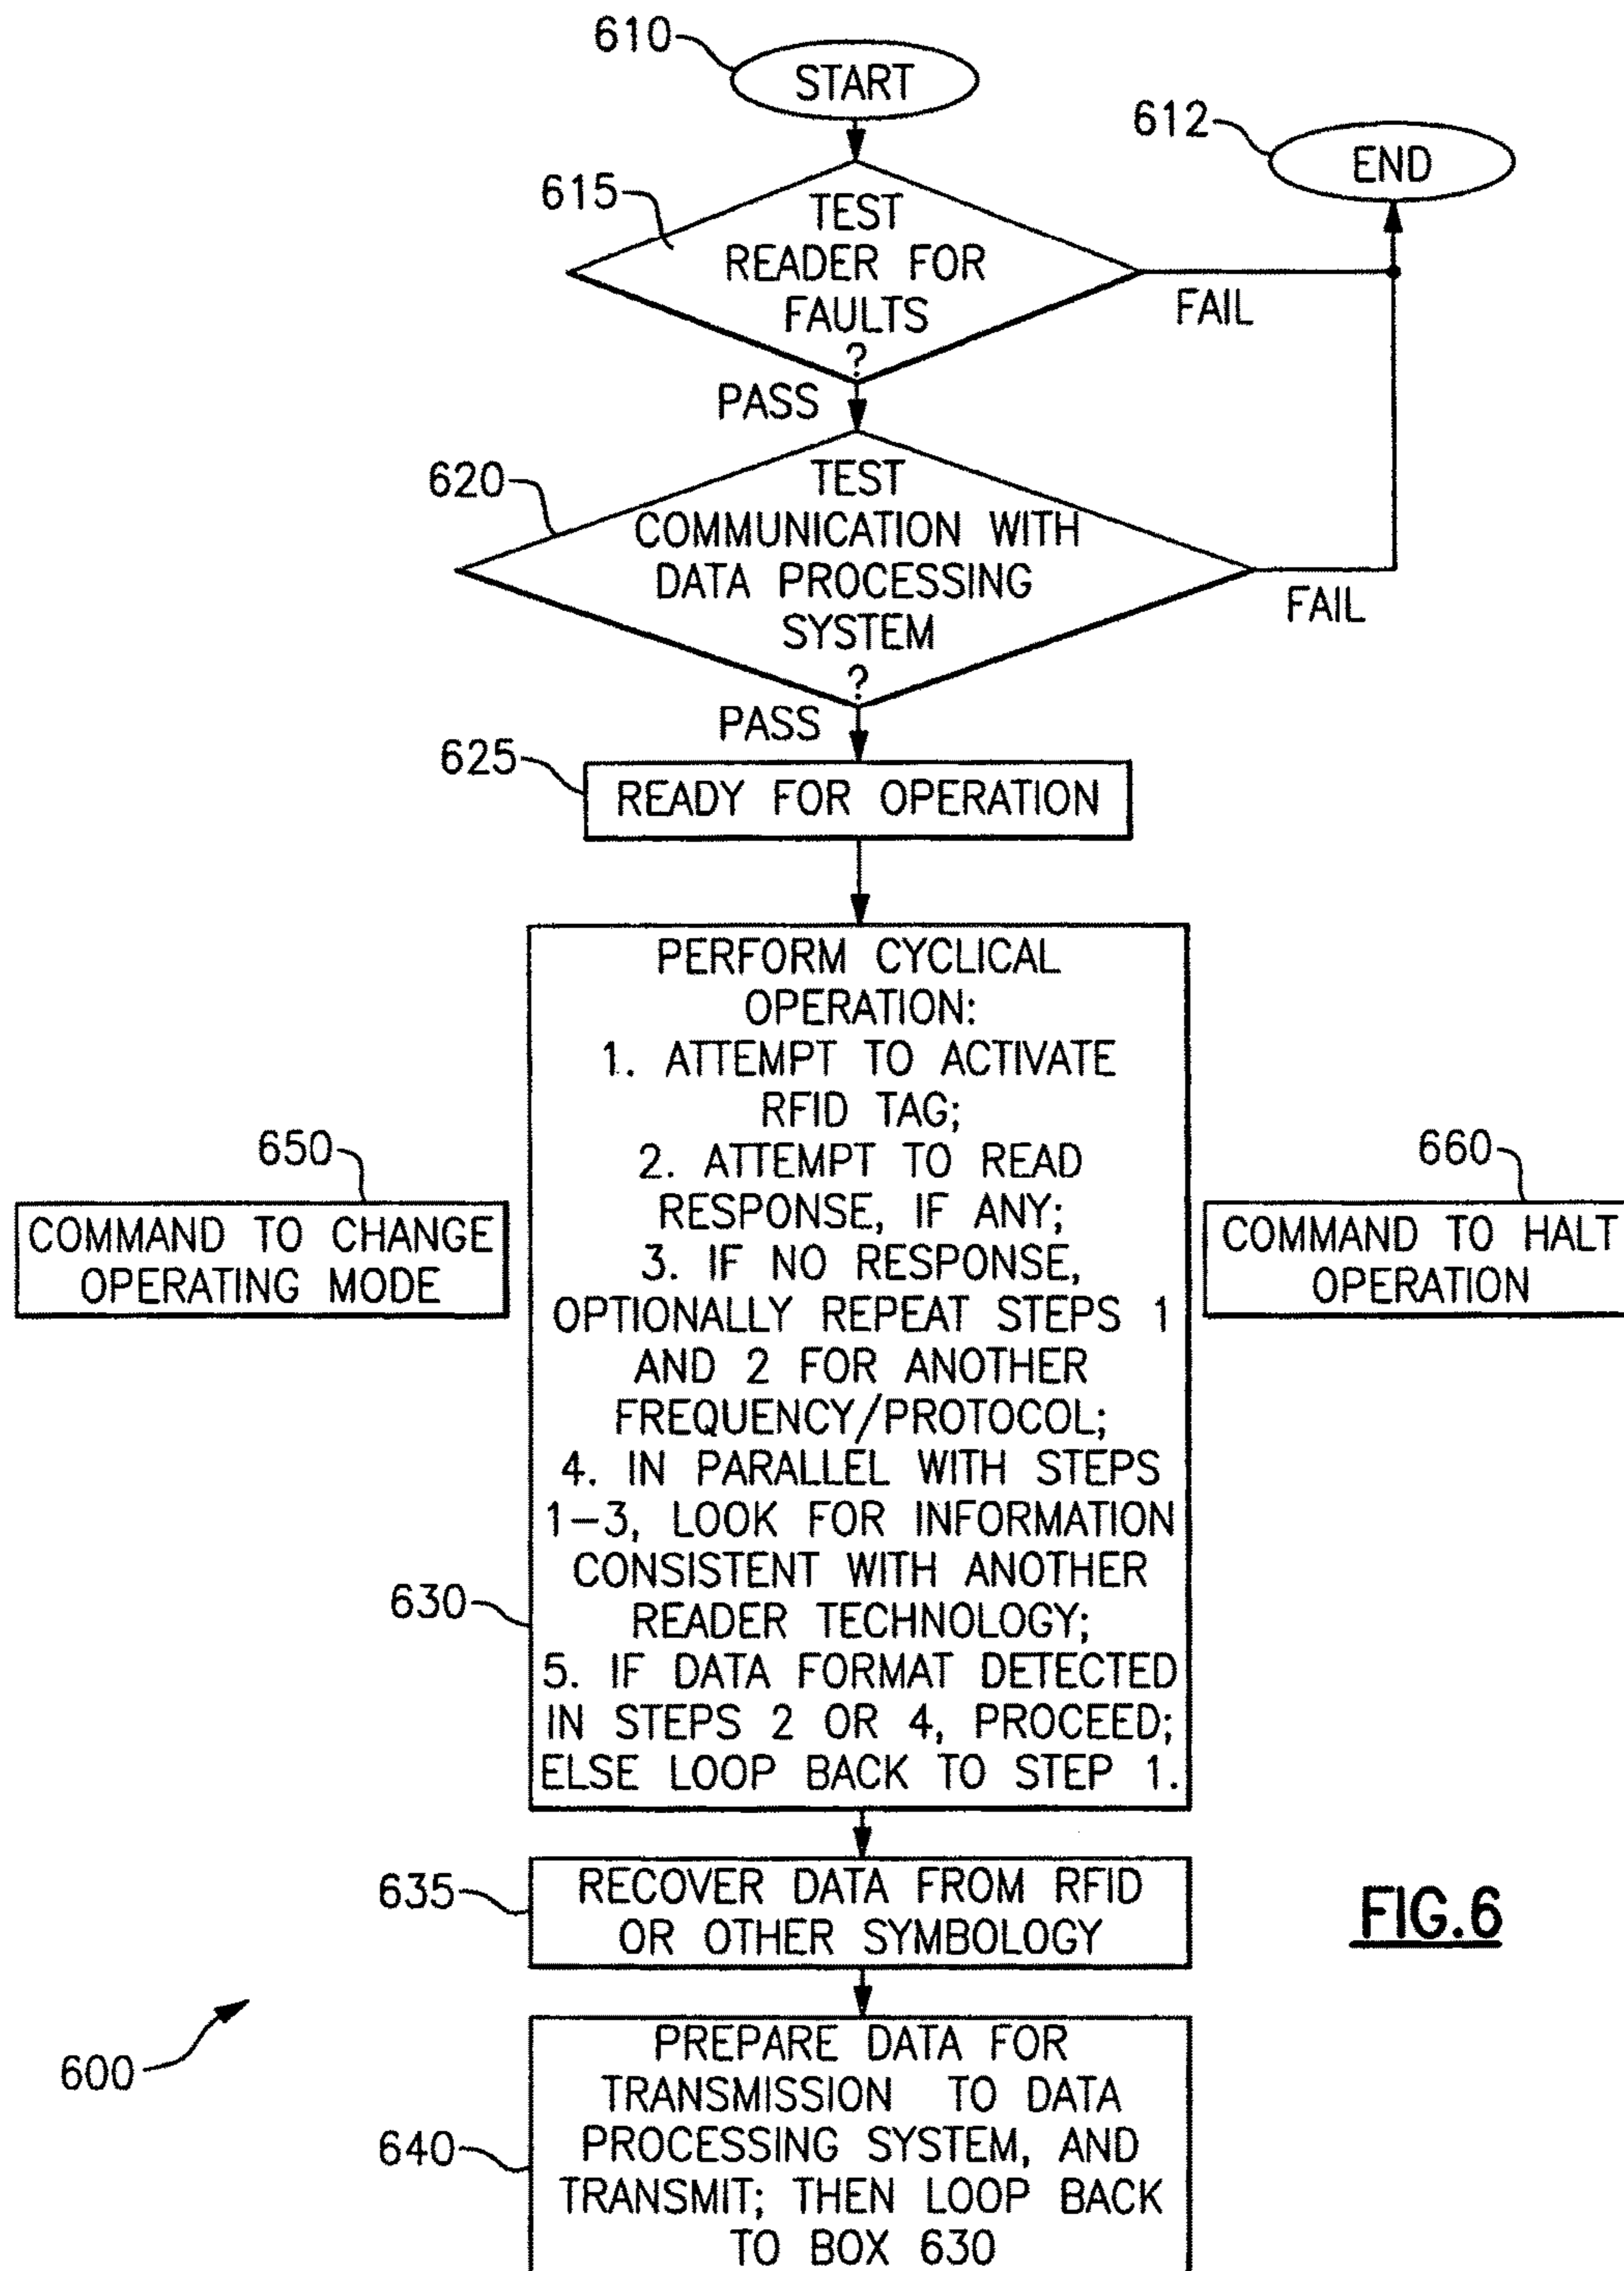 610
START
612
END
615
TEST
READER FOR
FAULTS
?
FAIL
PASS
620
TEST
COMMUNICATION WITH
DATA PROCESSING
SYSTEM
?
FAIL
PASS
625
READY FOR OPERATION
PERFORM CYCLICAL
OPERATION:
1. ATTEMPT TO ACTIVATE
RFID TAG;
2. ATTEMPT TO READ
RESPONSE, IF ANY;
3. IF NO RESPONSE,
OPTIONALLY REPEAT STEPS 1
AND 2 FOR ANOTHER
FREQUENCY/PROTOCOL;
4. IN PARALLEL WITH STEPS
1-3, LOOK FOR INFORMATION
CONSISTENT WITH ANOTHER
READER TECHNOLOGY;
5. IF DATA FORMAT DETECTED
IN STEPS 2 OR 4, PROCEED;
ELSE LOOP BACK TO STEP 1.
630
650
COMMAND TO CHANGE
OPERATING MODE
660
COMMAND TO HALT
OPERATION
635
RECOVER DATA FROM RFID
OR OTHER SYMBOLOGY
640
PREPARE DATA FOR
TRANSMISSION TO DATA
PROCESSING SYSTEM, AND
TRANSMIT; THEN LOOP BACK
TO BOX 630
600
FIG.6